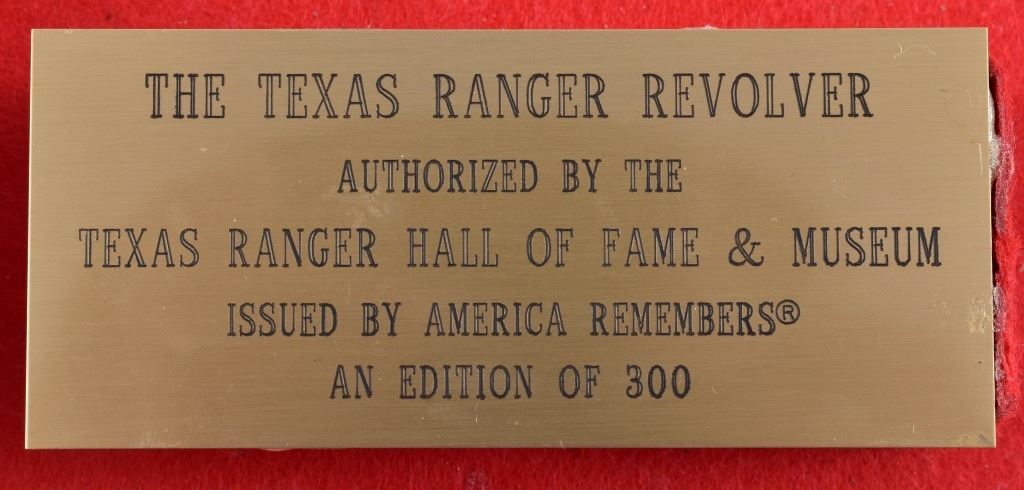 THE TEXAS RANGER REVOLVER
AUTHORIZED BY THE
TEXAS RANGER HALL OF FAME & MUSEUM
ISSUED BY AMERICA REMEMBERS®
AN EDITION OF 300